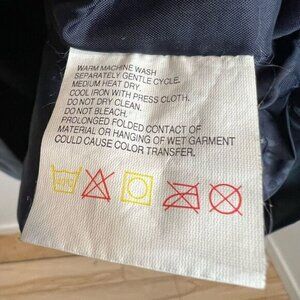 WARM MACHINE WASH
SEPARATELY GENTLE CYCLE.
MEDIUM HEAT DRY.
COOL IRON WITH PRESS CLOTH.
DO NOT DRY CLEAN.
DO NOT BLEACH.
PROLONGED FOLDED CONTACT OF
MATERIAL OR HANGING OF WET GARMENT
COULD CAUSE COLOR TRANSFER.